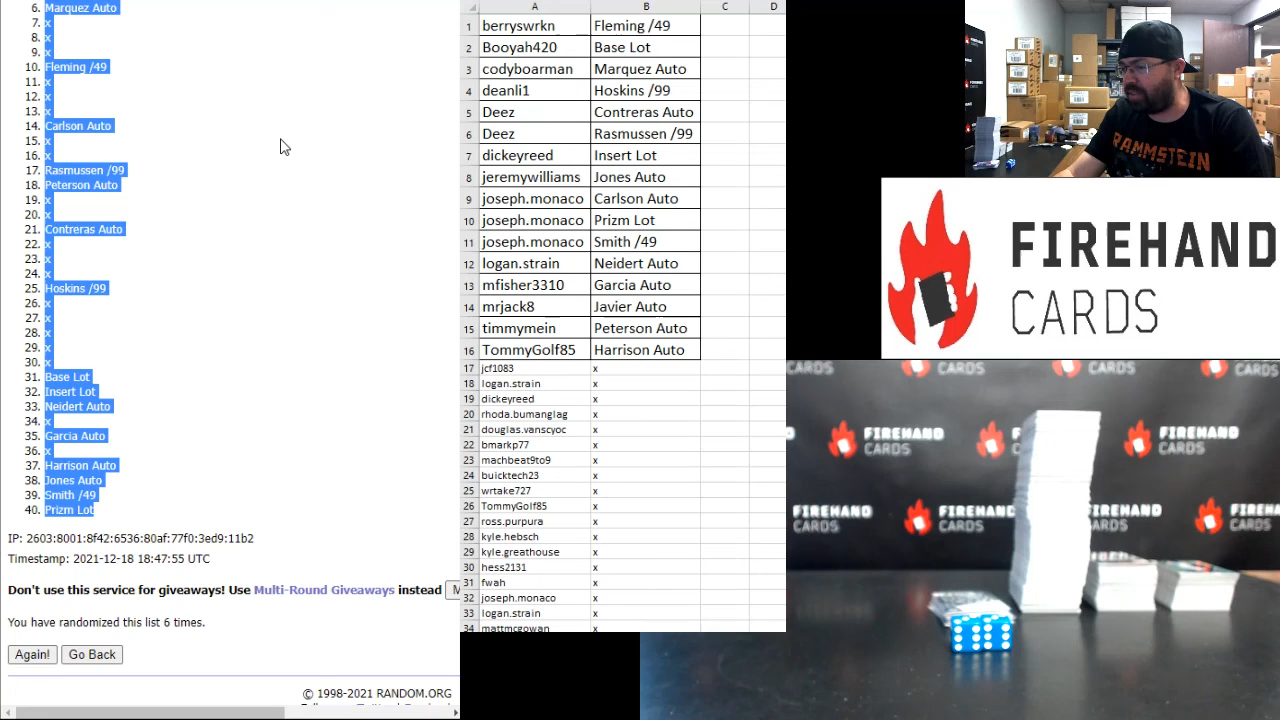 6. Marquez Auto
7. x
8. x
9. x
10. Fleming /49
11. x
12. x
13. x
14. Carlson Auto
15. x
16. x
17. Rasmussen /99
18. Peterson Auto
19. x
20. x
21. Contreras Auto
22. x
23. x
24. x
25. Hoskins /99
26. x
27. x
28. x
29. x
30. x
31. Base Lot
32. Insert Lot
33. Neidert Auto
34. x
35. Garcia Auto
36. x
37. Harrison Auto
38. Jones Auto
39. Smith /49
40. Prizm Lot
IP: 2603:8001:8f42:6536:80af:77f0:3ed9:11b2
Timestamp: 2021-12-18 18:47:55 UTC
Don't use this service for giveaways! Use Multi-Round Giveaways instead
You have randomized this list 6 times.
Again! Go Back
© 1998-2021 RANDOM.ORG
A B C D
1 berryswrkn Fleming /49
2 Booyah420 Base Lot
3 codyboarman Marquez Auto
4 deanli1 Hoskins /99
5 Deez Contreras Auto
6 Deez Rasmussen /99
7 dickeyreed Insert Lot
8 jeremywilliams Jones Auto
9 joseph.monaco Carlson Auto
10 joseph.monaco Prizm Lot
11 joseph.monaco Smith /49
12 logan.strain Neidert Auto
13 mfisher3310 Garcia Auto
14 mrjack8 Javier Auto
15 timmymein Peterson Auto
16 TommyGolf85 Harrison Auto
17 jcf1083 x
18 logan.strain x
19 dickeyreed x
20 rhoda.bumanglag x
21 douglas.vanscyoc x
22 bmarkp77 x
23 machbeat9to9 x
24 buicktech23 x
25 wrtake727 x
26 TommyGolf85 x
27 ross.purpura x
28 kyle.hebsch x
29 kyle.greathouse x
30 hess2131 x
31 fwah x
32 joseph.monaco x
33 logan.strain x
34 mattmcgowan x
RAMMSTEIN
FIREHAND
CARDS
FIREHAND
CARDS
FIREHAND
CARDS
FIREHAND
CARDS
FIREHAND
CARDS